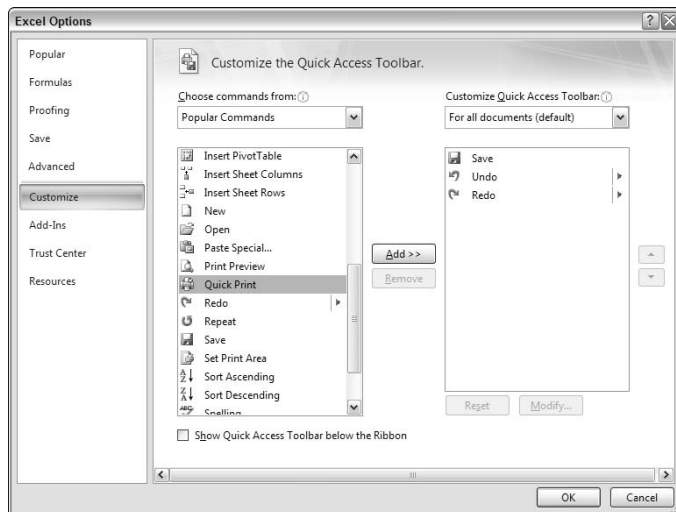 Excel Options
Popular
Formulas
Proofing
Save
Advanced
Customize
Add-Ins
Trust Center
Resources
Customize the Quick Access Toolbar.
Choose commands from:
Popular Commands
Insert PivotTable
Insert Sheet Columns
Insert Sheet Rows
New
Open
Paste Special...
Print Preview
Quick Print
Redo
Repeat
Save
Set Print Area
Sort Ascending
Sort Descending
Spelling
Add >>
Remove
Customize Quick Access Toolbar:
For all documents (default)
Save
Undo
Redo
Reset
Modify...
Show Quick Access Toolbar below the Ribbon
OK
Cancel